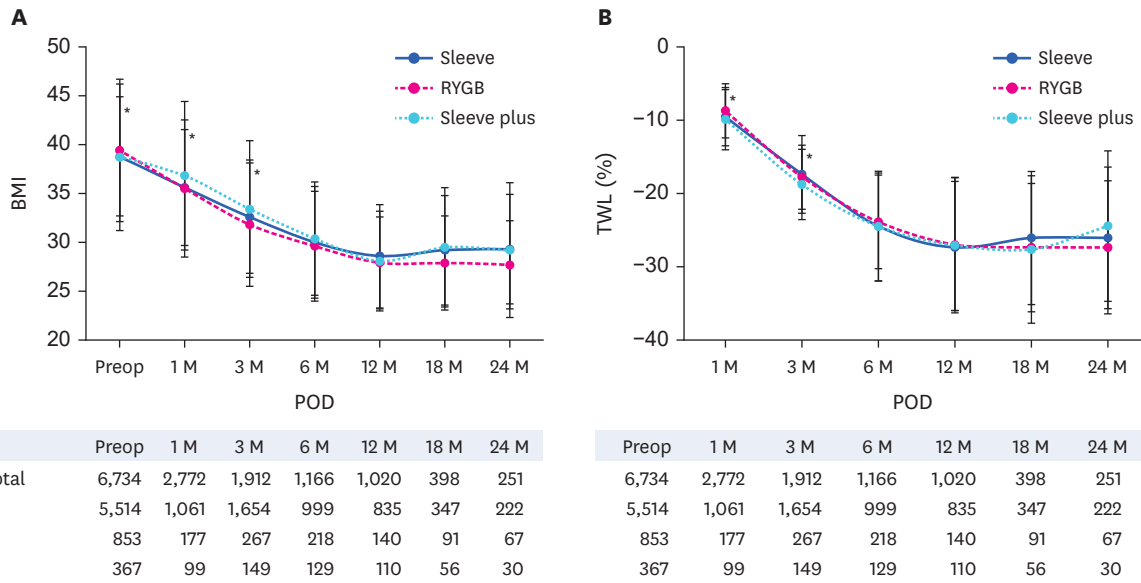 A
50
45
40
35
30
25
20
BMI
Sleeve
RYGB
Sleeve plus
*
*
*
Preop 1 M 3 M 6 M 12 M 18 M 24 M
POD
B
0
−10
−20
−30
−40
TWL (%)
Sleeve
RYGB
Sleeve plus
*
*
1 M 3 M 6 M 12 M 18 M 24 M
POD
Preop 1 M 3 M 6 M 12 M 18 M 24 M
otal 6,734 2,772 1,912 1,166 1,020 398 251
5,514 1,061 1,654 999 835 347 222
853 177 267 218 140 91 67
367 99 149 129 110 56 30
Preop 1 M 3 M 6 M 12 M 18 M 24 M
6,734 2,772 1,912 1,166 1,020 398 251
5,514 1,061 1,654 999 835 347 222
853 177 267 218 140 91 67
367 99 149 129 110 56 30